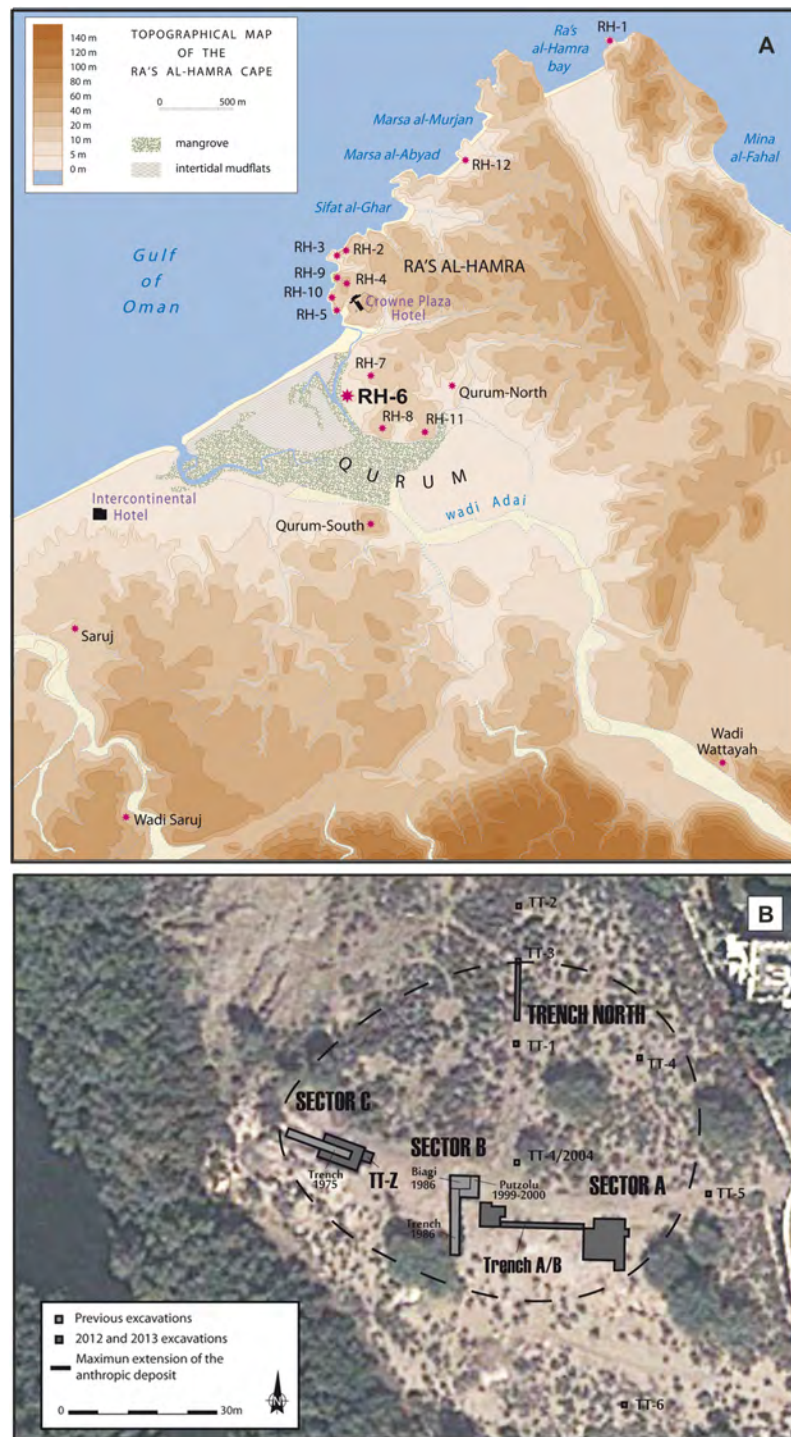 140 m
120 m
100 m
80 m
60 m
40 m
20 m
10 m
5 m
0 m
TOPOGRAPHICAL MAP
OF THE
RA'S AL-HAMRA CAPE
0 500 m
mangrove
intertidal mudflats
A
RH-1
Ra's
al-Hamra
bay
Marsa al-Murjan
Marsa al-Abyad
RH-12
Mina
al-Fahal
Sifat al-Ghar
Gulf
of
Oman
RH-3
RH-2
RH-9
RH-4
RH-10
RH-5
RA'S AL-HAMRA
Crowne Plaza
Hotel
RH-7
RH-6
Qurum-North
RH-8
RH-11
QURUM
wadi Adai
Intercontinental
Hotel
Qurum-South
Saruj
Wadi
Wattayah
Wadi Saruj
B
TT-2
TT-3
TRENCH NORTH
TT-1
TT-4
SECTOR C
Trench
1975
TT-Z
SECTOR B
Biagi
1986
TT-4/2004
Putzolu
1999-2000
SECTOR A
TT-5
Trench
1986
Trench A/B
Previous excavations
2012 and 2013 excavations
Maximun extension of the
anthropic deposit
0 30m
N
TT-6